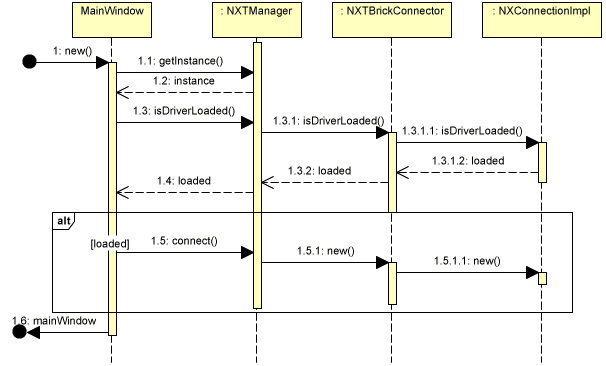 MainWindow
: NXTManager
: NXTBrickConnector
: NXConnectionImpl
1: new()
1.1: getInstance()
1.2: instance
1.3: isDriverLoaded()
1.3.1: isDriverLoaded()
1.3.1.1: isDriverLoaded()
1.3.1.2: loaded
1.3.2: loaded
1.4: loaded
alt
[loaded]
1.5: connect()
1.5.1: new()
1.5.1.1: new()
1.6: mainWindow